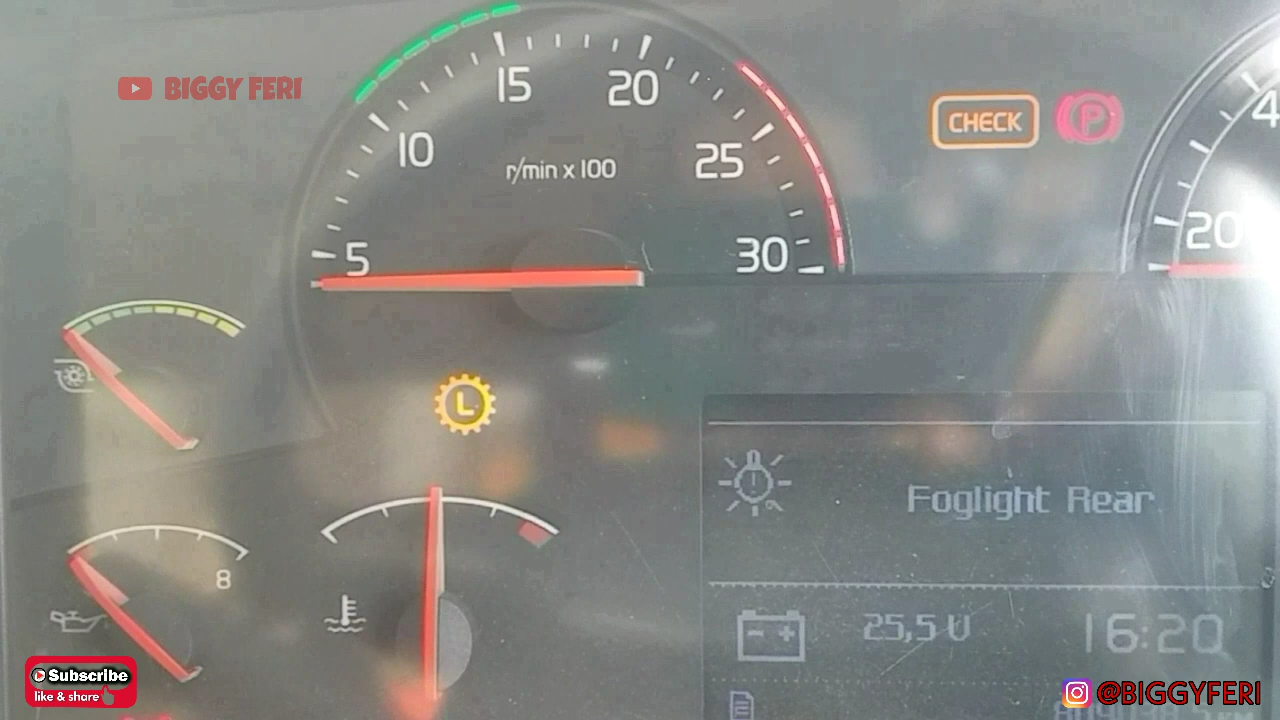 BIGGY FERI
5
10
15
20
25
30
r/min x 100
CHECK
P
20
4
L
8
Foglight Rear
25,5 V
16:20
Subscribe
like & share
@BIGGYFERI